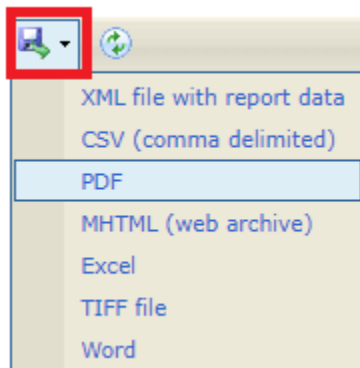 XML file with report data
CSV (comma delimited)
PDF
MHTML (web archive)
Excel
TIFF file
Word